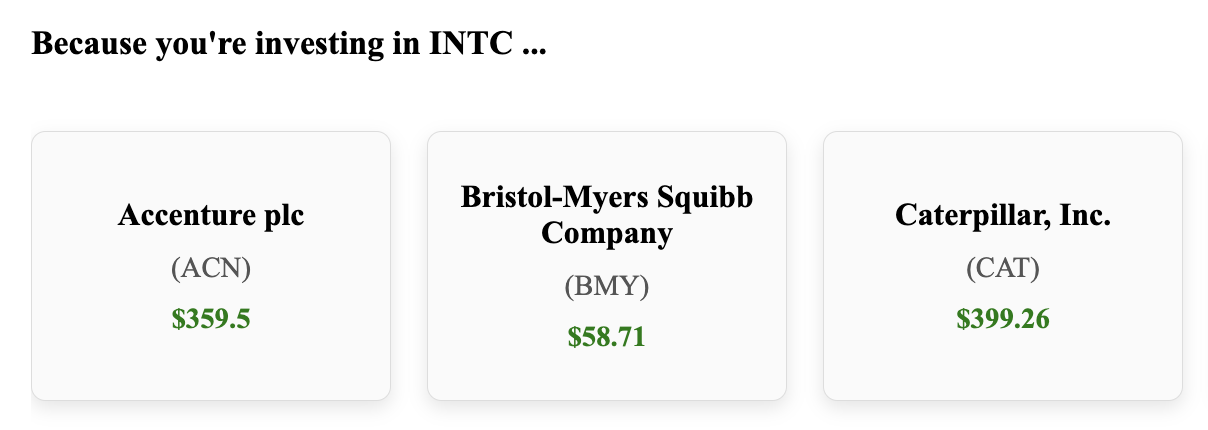 Because you're investing in INTC ...
Accenture plc
(ACN)
$359.5
Bristol-Myers Squibb
Company
(BMY)
$58.71
Caterpillar, Inc.
(CAT)
$399.26